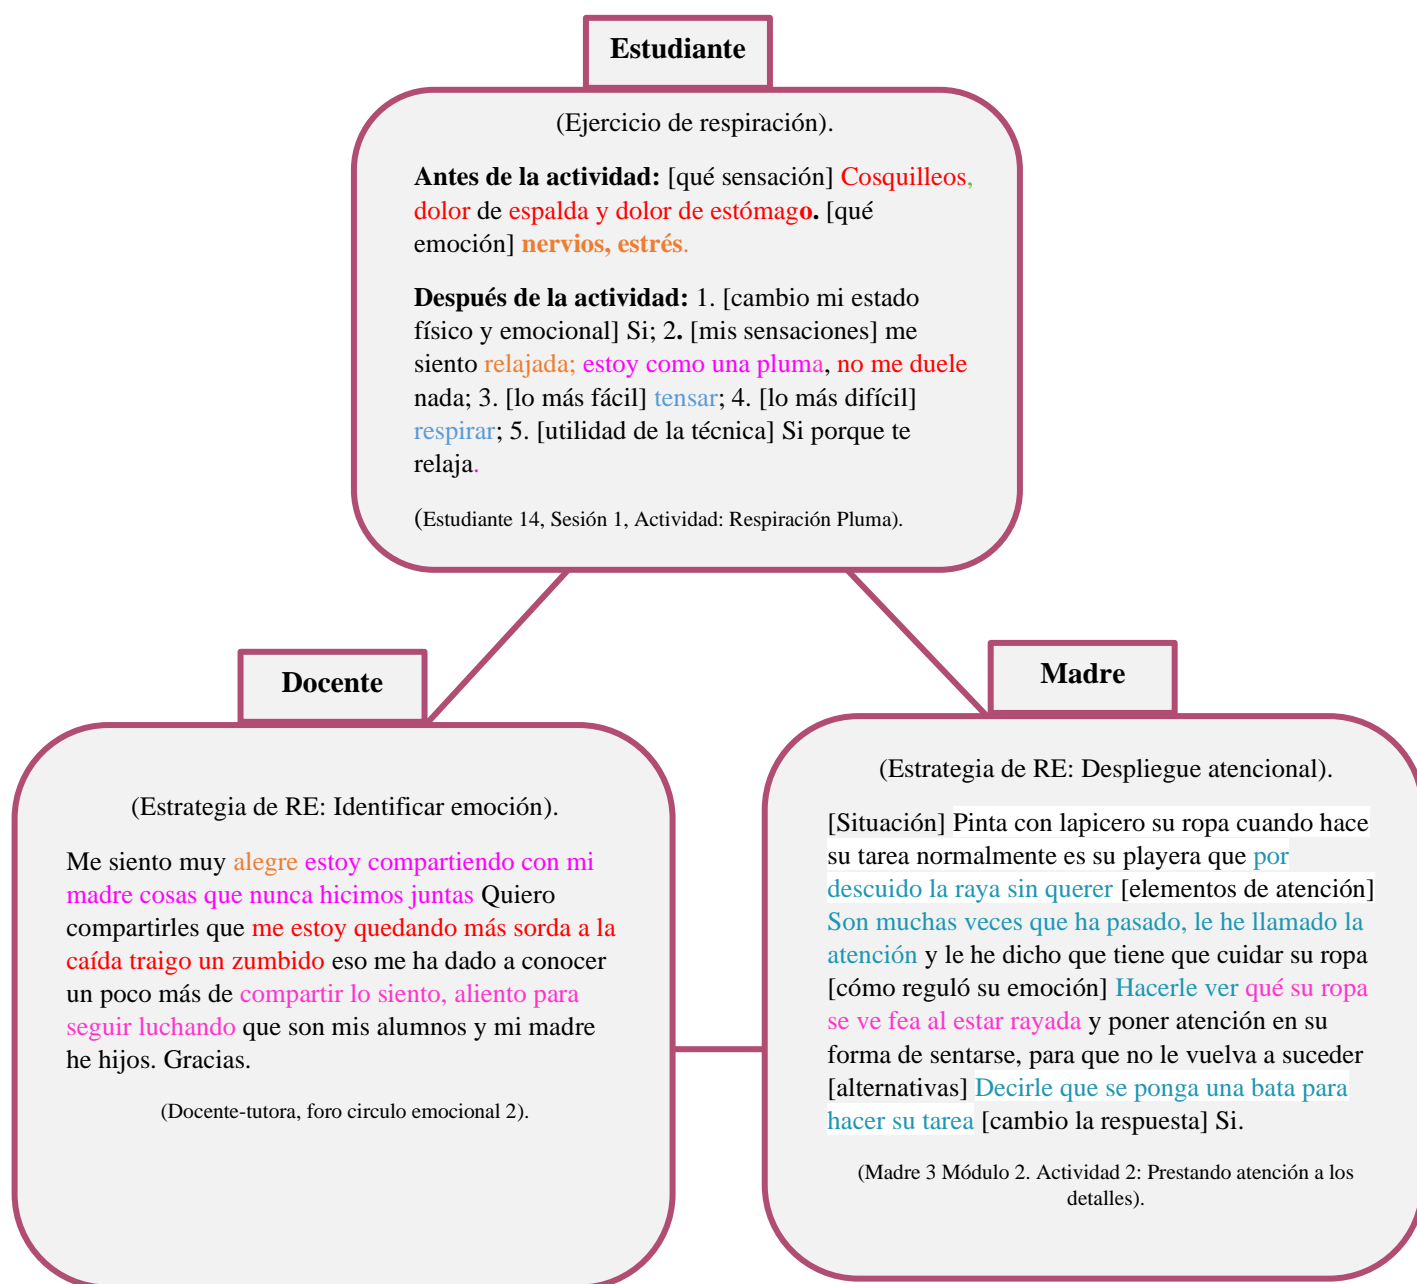 Estudiante
(Ejercicio de respiración).
Antes de la actividad: [qué sensación] Cosquilleos,
dolor de espalda y dolor de estómago. [qué
emoción] nervios, estrés.
Después de la actividad: 1. [cambio mi estado
físico y emocional] Si; 2. [mis sensaciones] me
siento relajada; estoy como una pluma, no me duele
nada; 3. [lo más fácil] tensar; 4. [lo más difícil]
respirar; 5. [utilidad de la técnica] Si porque te
relaja.
(Estudiante 14, Sesión 1, Actividad: Respiración Pluma).
Docente
(Estrategia de RE: Identificar emoción).
Me siento muy alegre estoy compartiendo con mi
madre cosas que nunca hicimos juntas Quiero
compartirles que me estoy quedando más sorda a la
caída traigo un zumbido eso me ha dado a conocer
un poco más de compartir lo siento, aliento para
seguir luchando que son mis alumnos y mi madre
he hijos. Gracias.
(Docente-tutora, foro circulo emocional 2).
Madre
(Estrategia de RE: Despliegue atencional).
[Situación] Pinta con lapicero su ropa cuando hace
su tarea normalmente es su playera que por
descuido la raya sin querer [elementos de atención]
Son muchas veces que ha pasado, le he llamado la
atención y le he dicho que tiene que cuidar su ropa
[cómo reguló su emoción] Hacerle ver qué su ropa
se ve fea al estar rayada y poner atención en su
forma de sentarse, para que no le vuelva a suceder
[alternativas] Decirle que se ponga una bata para
hacer su tarea [cambio la respuesta] Si.
(Madre 3 Módulo 2. Actividad 2: Prestando atención a los
detalles).